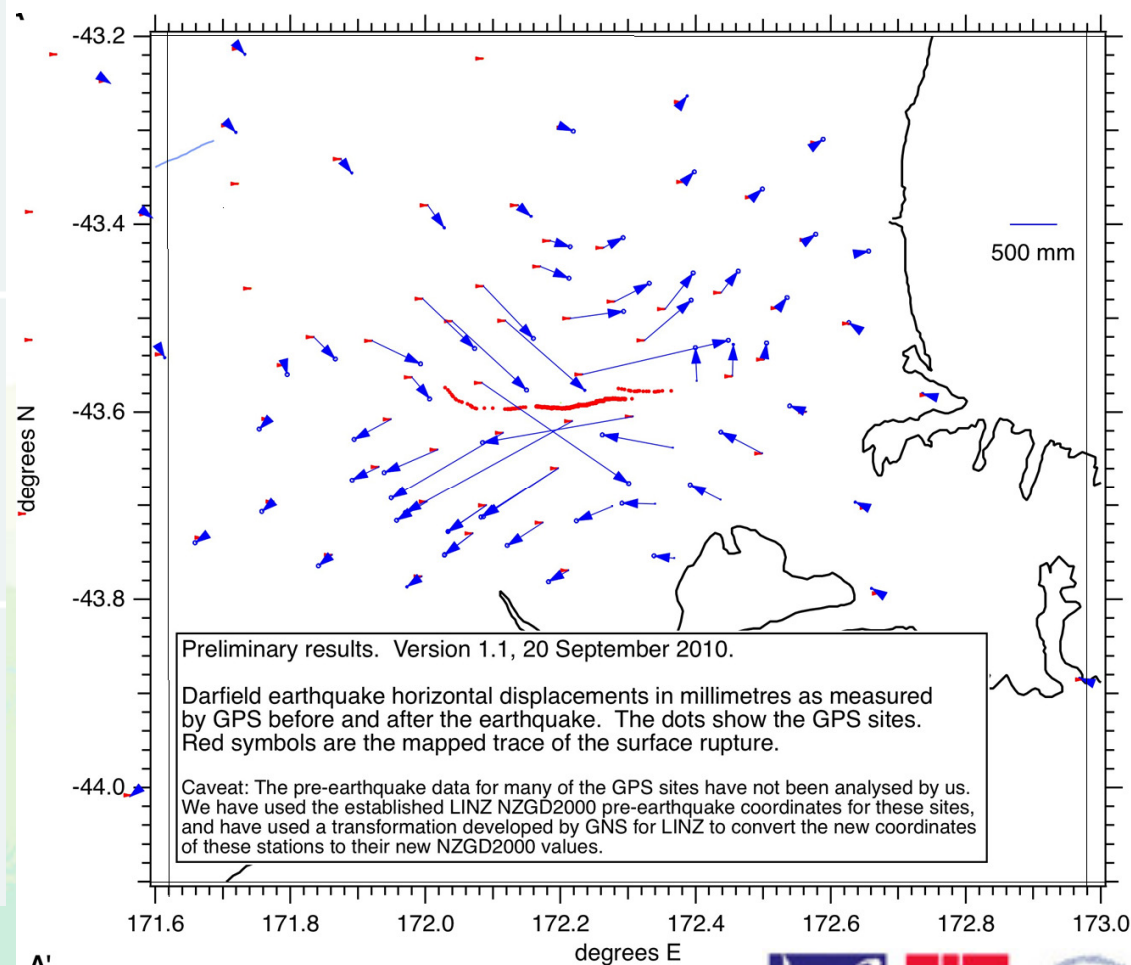 -43.2
-43.4
500 mm
degrees N
-43.6
-43.8
Preliminary results.  Version 1.1, 20 September 2010.
Darfield earthquake horizontal displacements in millimetres as measured
by GPS before and after the earthquake.  The dots show the GPS sites.
Red symbols are the mapped trace of the surface rupture.
Caveat: The pre-earthquake data for many of the GPS sites have not been analysed by us.
We have used the established LINZ NZGD2000 pre-earthquake coordinates for these sites,
and have used a transformation developed by GNS for LINZ to convert the new coordinates
of these stations to their new NZGD2000 values.
-44.0
171.6 171.8 172.0 172.2 172.4 172.6 172.8 173.0
degrees E
A'